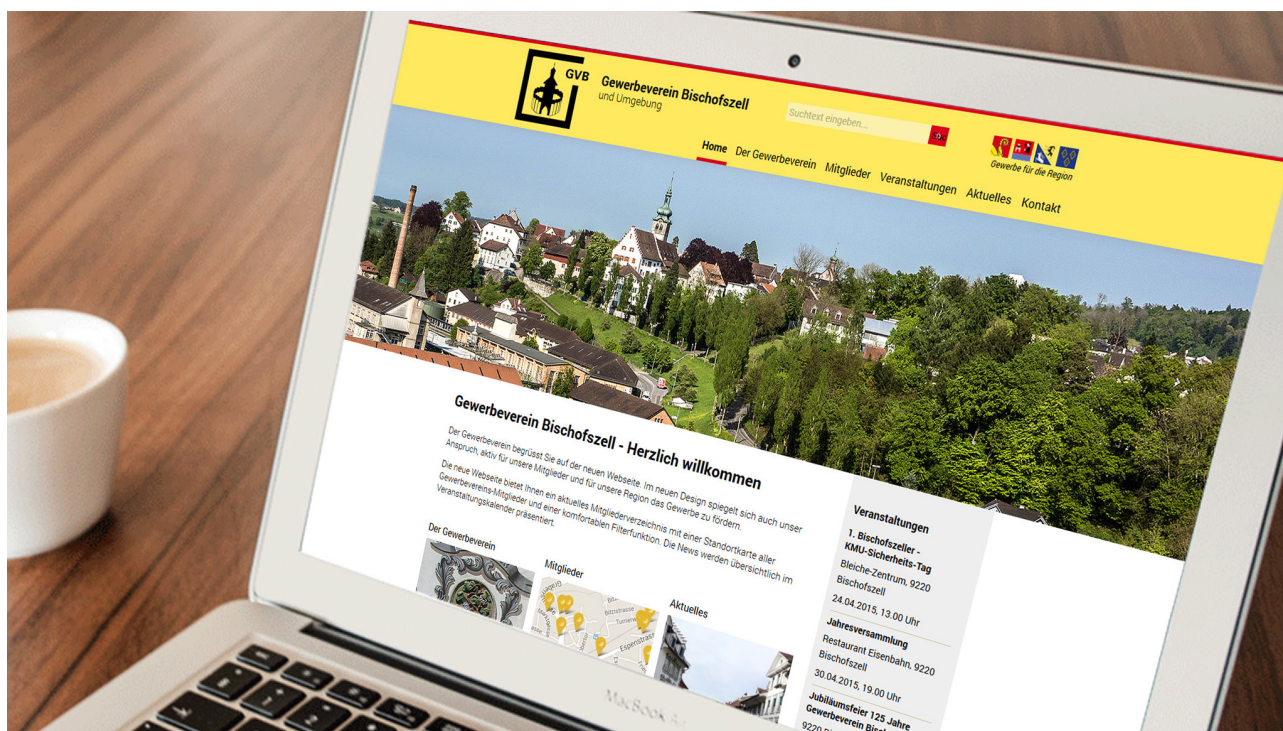 GVB
Gewerbeverein Bischofszell
und Umgebung
Suchtext eingeben...
Gewerbe für die Region
Home Der Gewerbeverein Mitglieder Veranstaltungen Aktuelles Kontakt
Gewerbeverein Bischofszell - Herzlich willkommen
Der Gewerbeverein begrüsst Sie auf der neuen Webseite. Im neuen Design spiegelt sich auch unser
Anspruch, aktiv für unsere Mitglieder und für unsere Region das Gewerbe zu fördern.
Die neue Webseite bietet Ihnen ein aktuelles Mitgliederverzeichnis mit einer Standortkarte aller
Gewerbevereins-Mitglieder und einer komfortablen Filterfunktion. Die News werden übersichtlich im
Veranstaltungskalender präsentiert.
Der Gewerbeverein
Mitglieder
Bitzistrasse
Espenstrass
Aktuelles
Veranstaltungen
1. Bischofszeller -
KMU-Sicherheits-Tag
Bleiche-Zentrum, 9220
Bischofszell
24.04.2015, 13.00 Uhr
Jahresversammlung
Restaurant Eisenbahn, 9220
Bischofszell
30.04.2015, 19.00 Uhr
Jubiläumsfeier 125 Jahre
Gewerbeverein
9220
MacBook